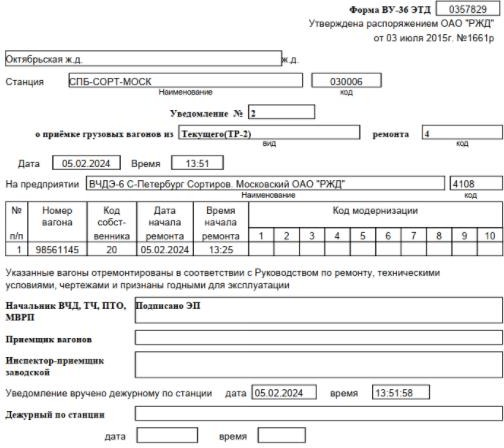 Форма ВУ-36 ЭТД 0357829
Утверждена распоряжением ОАО "РЖД"
от 03 июля 2015г. №1661р
Октябрьская ж.д. ж.д.
Станция СПБ-СОРТ-МОСК 030006
Наименование код
Уведомление № 2
о приёмке грузовых вагонов из Текущего(ТР-2) ремонта 4
вид код
Дата 05.02.2024 Время 13:51
На предприятии ВЧДЭ-6 С-Петербург Сортиров. Московский ОАО "РЖД" 4108
Наименование код
№ п/п Номер вагона Код собст-венника Дата начала ремонта Время начала ремонта Код модернизации
1 2 3 4 5 6 7 8 9 10
1 98561145 20 05.02.2024 13:25
Указанные вагоны отремонтированы в соответствии с Руководством по ремонту, техническими
условиями, чертежами и признаны годными для эксплуатации
Начальник ВЧД, ТЧ, ПТО, Подписано ЭП
МВРП
Приемщик вагонов
Инспектор-приемщик
заводской
Уведомление вручено дежурному по станции дата 05.02.2024 время 13:51:58
Дежурный по станции
дата время